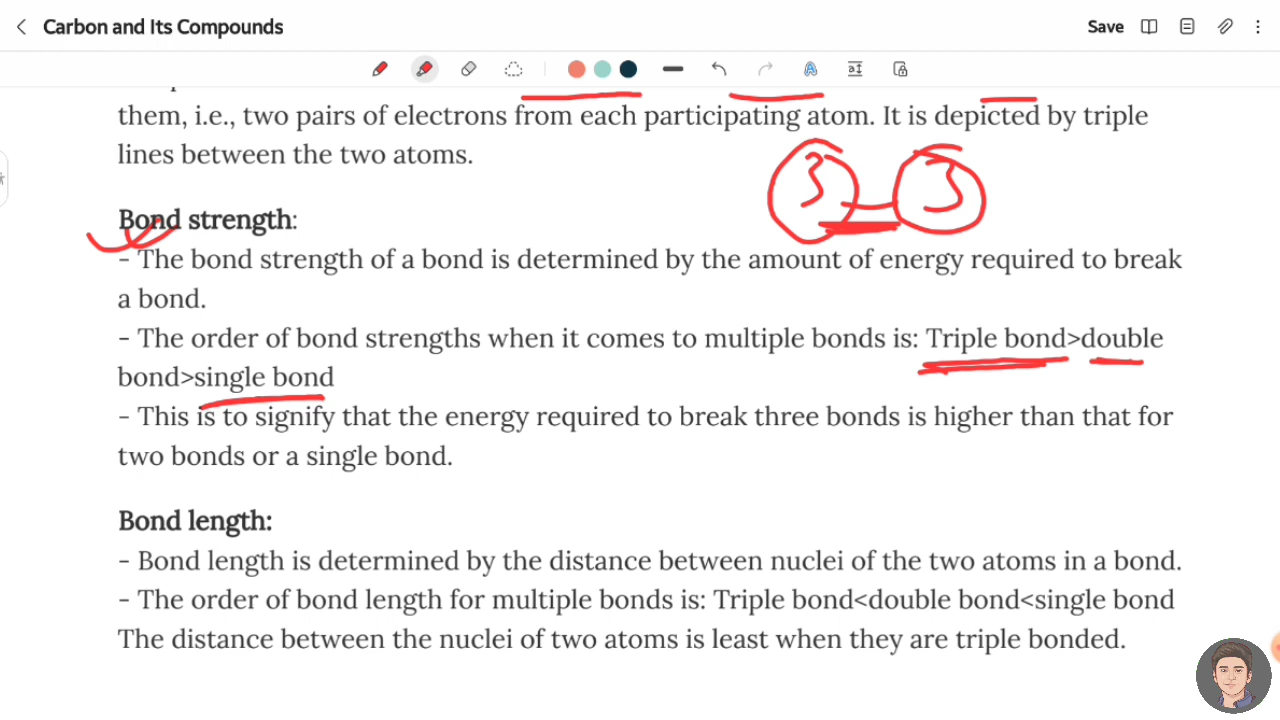 Carbon and Its Compounds
Save
them, i.e., two pairs of electrons from each participating atom. It is depicted by triple
lines between the two atoms.
3 3
Bond strength:
- The bond strength of a bond is determined by the amount of energy required to break
a bond.
- The order of bond strengths when it comes to multiple bonds is: Triple bond>double
bond>single bond
- This is to signify that the energy required to break three bonds is higher than that for
two bonds or a single bond.
Bond length:
- Bond length is determined by the distance between nuclei of the two atoms in a bond.
- The order of bond length for multiple bonds is: Triple bond<double bond<single bond
The distance between the nuclei of two atoms is least when they are triple bonded.